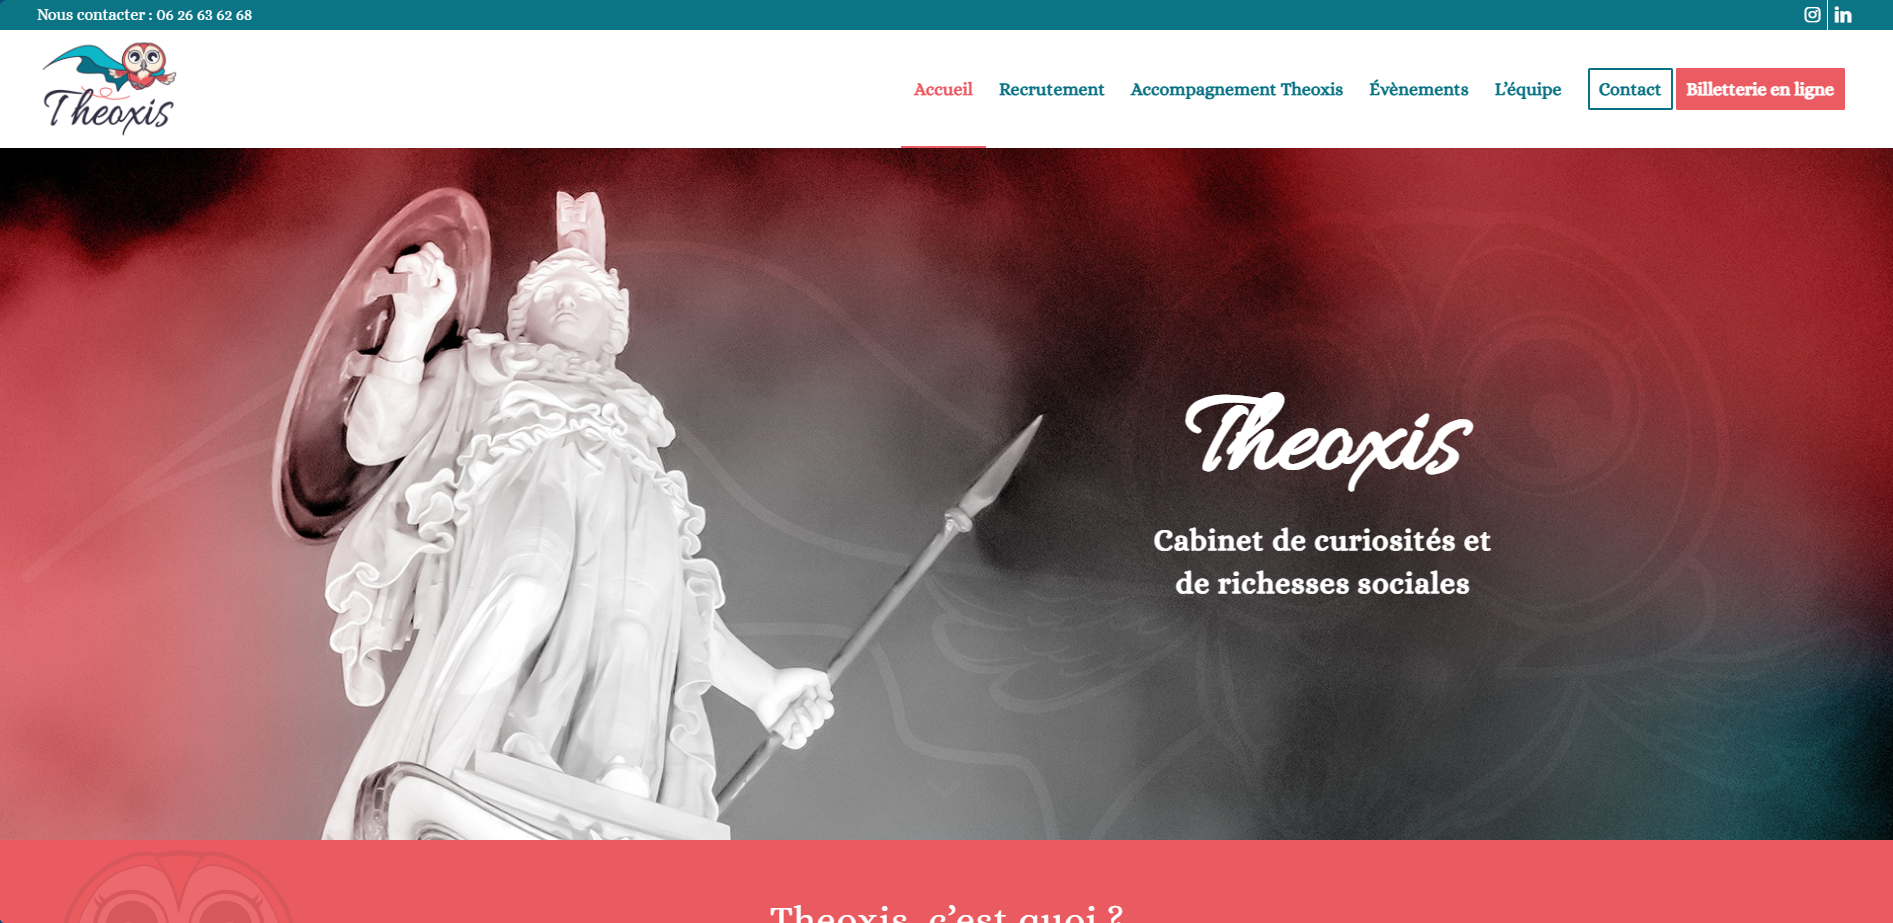 Nous contacter : 06 26 63 62 68
Theoxis
Accueil
Recrutement
Accompagnement Theoxis
Évènements
L’équipe
Contact
Billetterie en ligne
Theoxis
Cabinet de curiosités et
de richesses sociales
Theoxis, c’est quoi ?